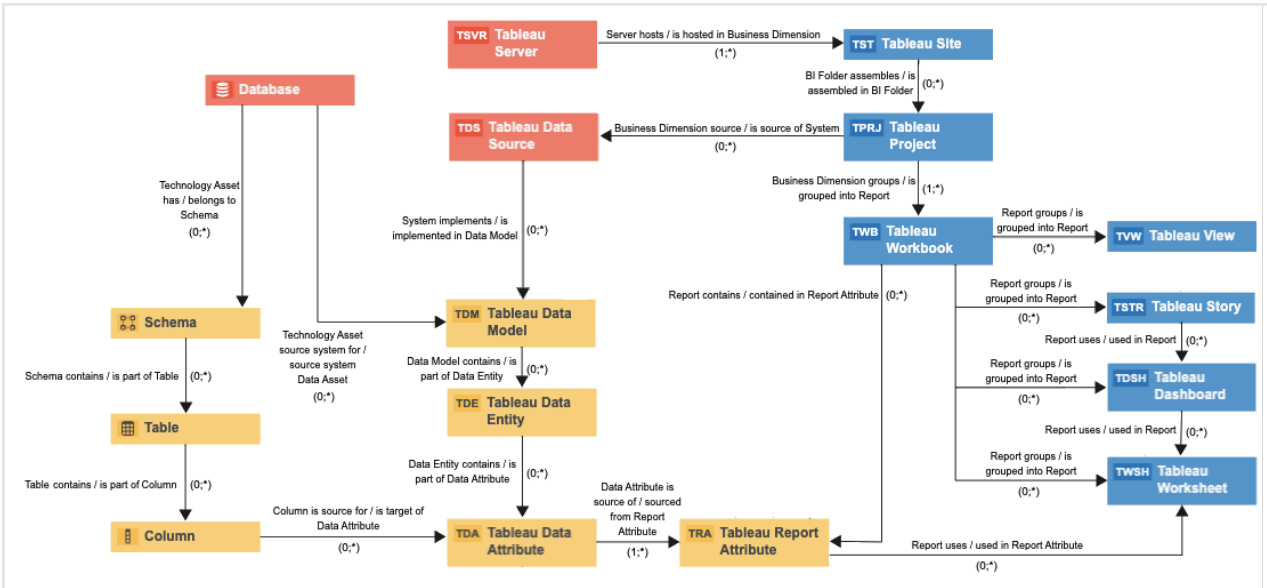 TSVR Tableau
Server
Server hosts / is hosted in Business Dimension
(1;*)
TST Tableau Site
BI Folder assembles / is
assembled in BI Folder
(0;*)
Database
TDS Tableau Data
Source
Business Dimension source / is source of System
(0;*)
TPRJ Tableau
Project
Technology Asset
has / belongs to
Schema
(0;*)
Business Dimension groups / is
grouped into Report
(1;*)
System implements / is
implemented in Data Model
(0;*)
TWB Tableau
Workbook
Report groups / is
grouped into Report
(0;*)
TVW Tableau View
Report contains / contained in Report Attribute
(0;*)
Report groups / is
grouped into Report
(0;*)
TSTR Tableau Story
Schema
Technology Asset
source system for /
source system
Data Asset
(0;*)
TDM Tableau Data
Model
Report uses / used in Report
(0;*)
Schema contains / is part of Table
(0;*)
Data Model contains / is
part of Data Entity
(0;*)
Report groups / is
grouped into Report
(0;*)
TDSH Tableau
Dashboard
Table
TDE Tableau Data
Entity
Report uses / used in Report
(0;*)
Table contains / is part of Column
(0;*)
Data Entity contains / is
part of Data Attribute
(0;*)
Report groups / is
grouped into Report
(0;*)
TWSH Tableau
Worksheet
Column
Column is source for / is target of
Data Attribute
(0;*)
TDA Tableau Data
Attribute
Data Attribute is
source of / sourced
from Report
Attribute
(1;*)
TRA Tableau Report
Attribute
Report uses / used in Report Attribute
(0;*)